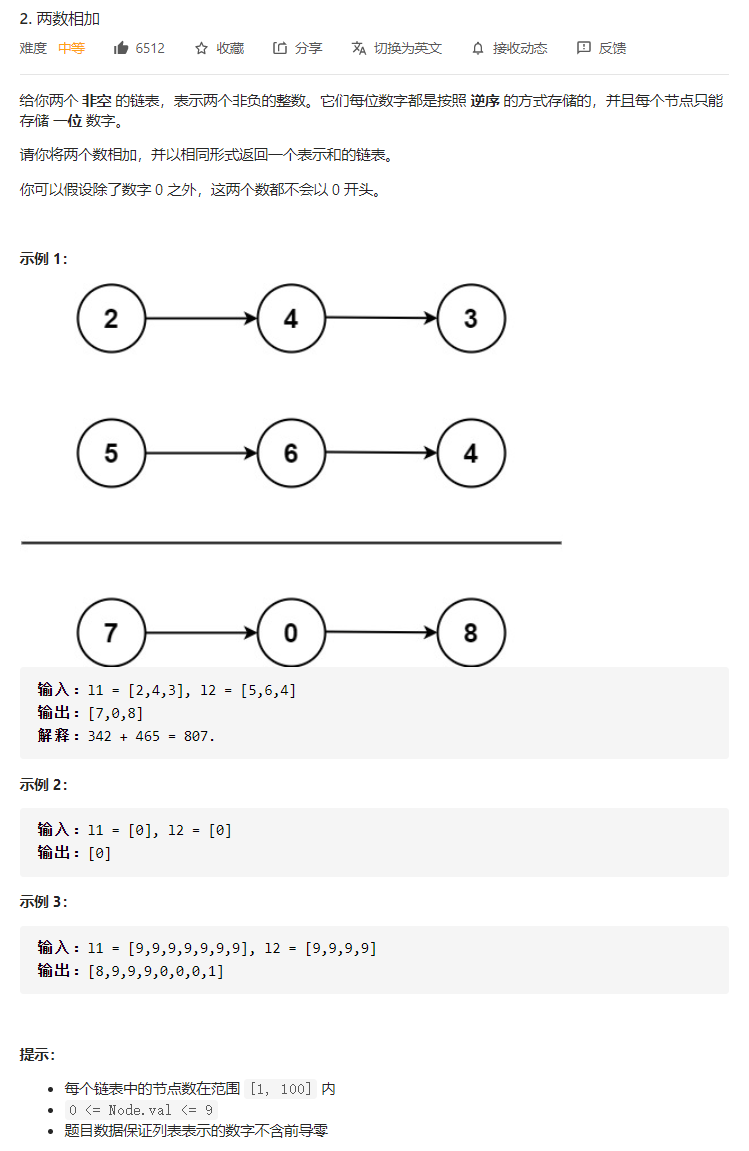 2. 两数相加
难度 中等 6512 收藏 分享 切换为英文 接收动态 反馈
给你两个 非空 的链表，表示两个非负的整数。它们每位数字都是按照 逆序 的方式存储的，并且每个节点只能
存储 一位 数字。
请你将两个数相加，并以相同形式返回一个表示和的链表。
你可以假设除了数字 0 之外，这两个数都不会以 0 开头。
示例 1：
2 4 3
5 6 4
7 0 8
输入：l1 = [2,4,3], l2 = [5,6,4]
输出：[7,0,8]
解释：342 + 465 = 807.
示例 2：
输入：l1 = [0], l2 = [0]
输出：[0]
示例 3：
输入：l1 = [9,9,9,9,9,9,9], l2 = [9,9,9,9]
输出：[8,9,9,9,0,0,0,1]
提示：
每个链表中的节点数在范围 [1, 100] 内
0 <= Node.val <= 9
题目数据保证列表表示的数字不含前导零